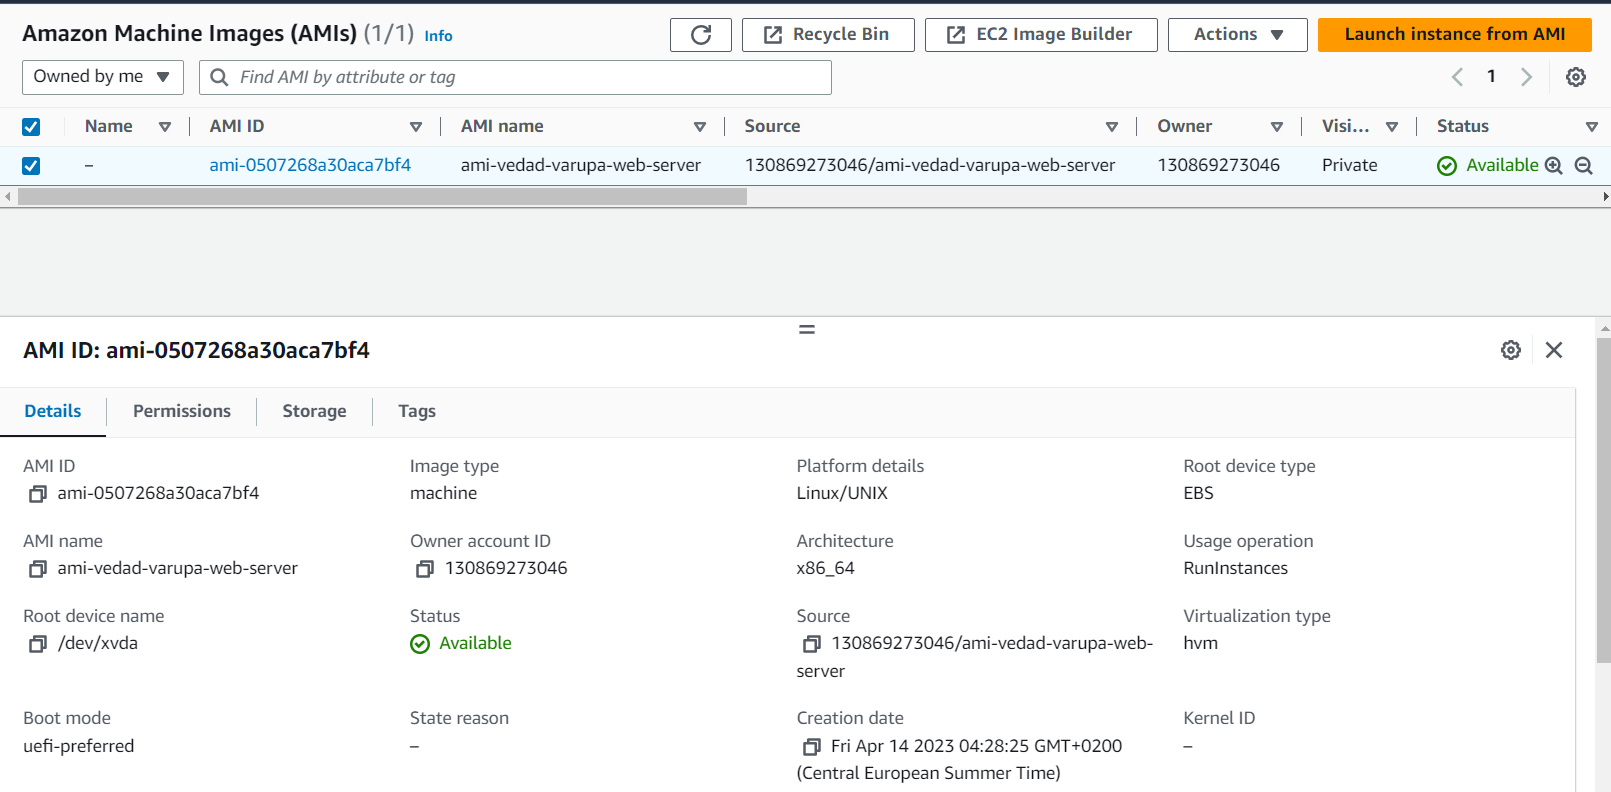 Amazon Machine Images (AMIs) (1/1) Info Recycle Bin EC2 Image Builder Actions Launch instance from AMI
Owned by me Find AMI by attribute or tag 1
Name AMI ID AMI name Source Owner Visi... Status
– ami-0507268a30aca7bf4 ami-vedad-varupa-web-server 130869273046/ami-vedad-varupa-web-server 130869273046 Private Available
AMI ID: ami-0507268a30aca7bf4
Details Permissions Storage Tags
AMI ID Image type Platform details Root device type
ami-0507268a30aca7bf4 machine Linux/UNIX EBS
AMI name Owner account ID Architecture Usage operation
ami-vedad-varupa-web-server 130869273046 x86_64 RunInstances
Root device name Status Source Virtualization type
/dev/xvda Available 130869273046/ami-vedad-varupa-web- hvm
server
Boot mode State reason Creation date Kernel ID
uefi-preferred – Fri Apr 14 2023 04:28:25 GMT+0200 –
(Central European Summer Time)